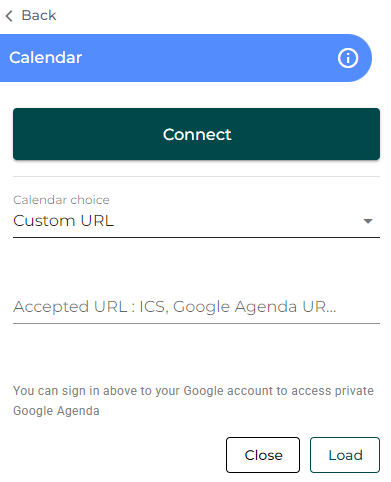 Back
Calendar
Connect
Calendar choice
Custom URL
Accepted URL : ICS, Google Agenda UR...
You can sign in above to your Google account to access private
Google Agenda
Close Load